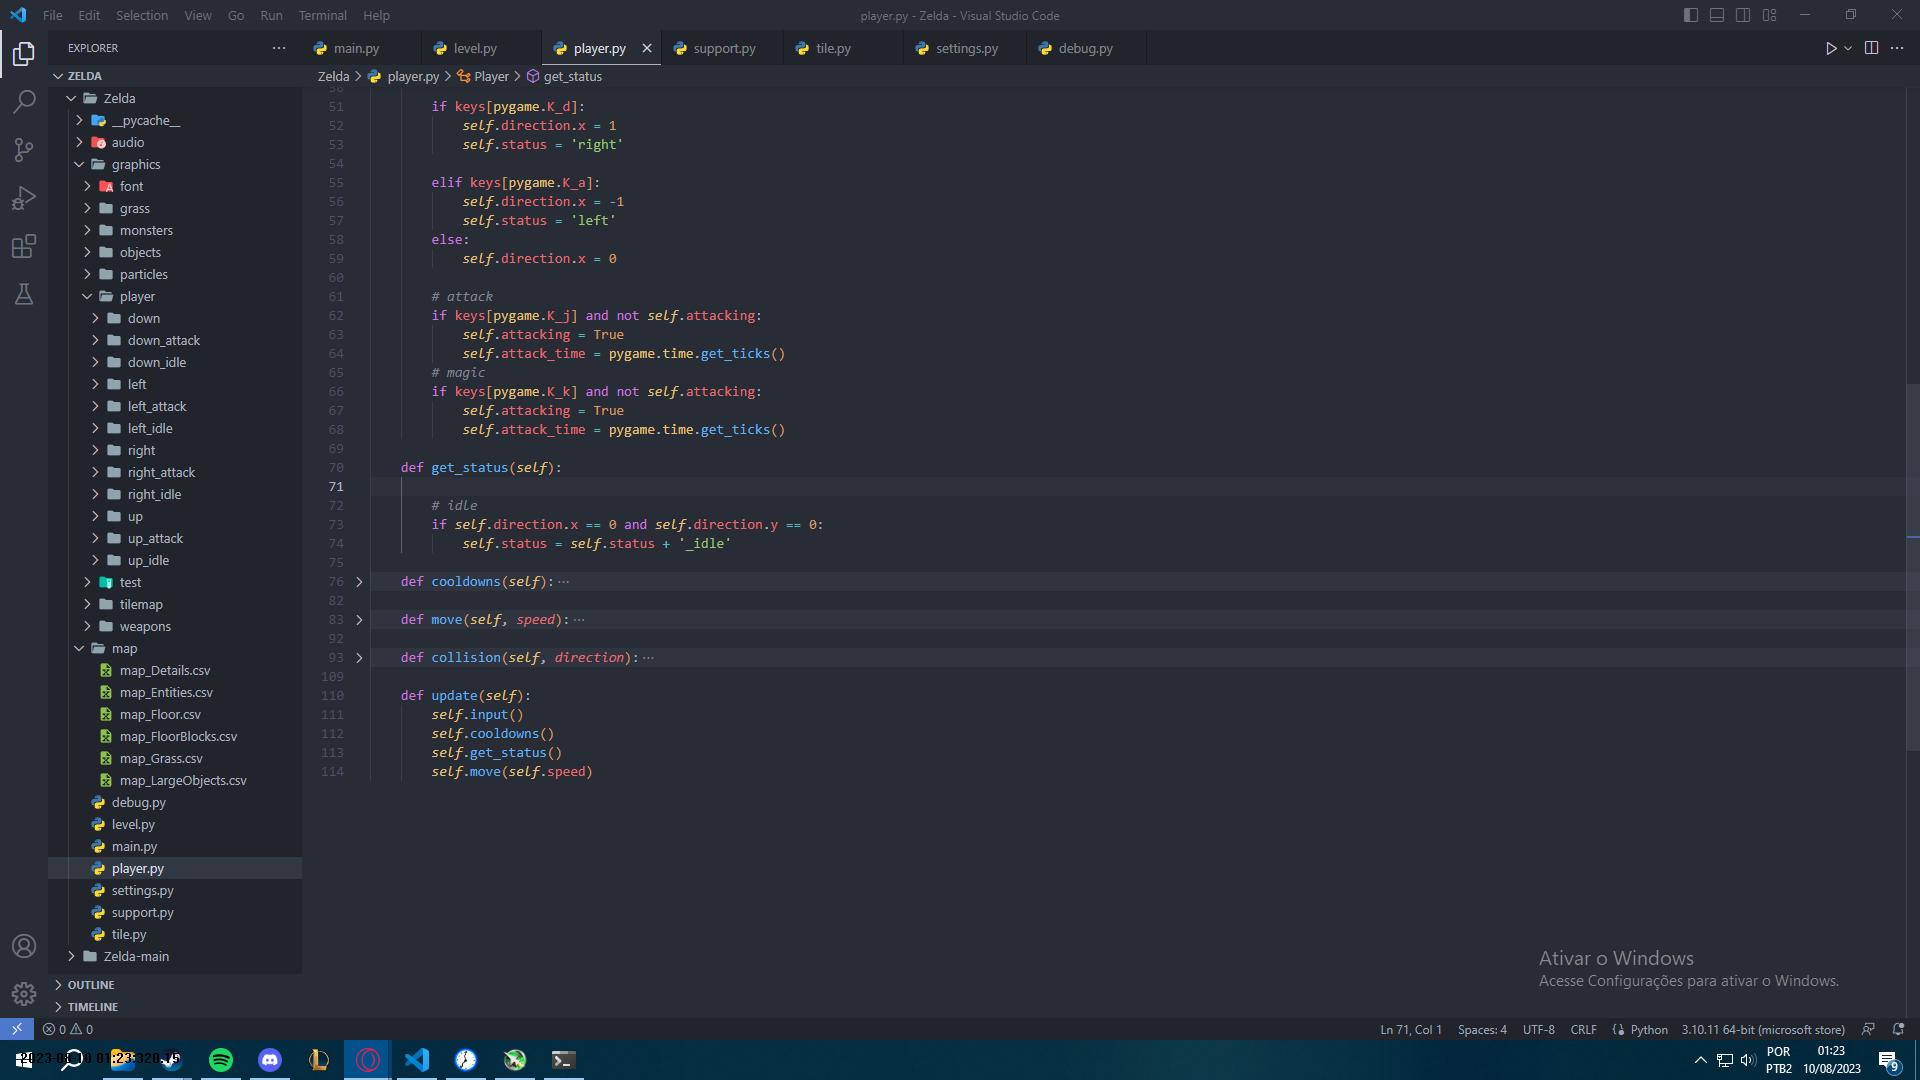 File Edit Selection View Go Run Terminal Help
player.py - Zelda - Visual Studio Code
EXPLORER
main.py level.py player.py support.py tile.py settings.py debug.py
ZELDA
Zelda > player.py > Player > get_status
Zelda
__pycache__
audio
graphics
font
grass
monsters
objects
particles
player
down
down_attack
down_idle
left
left_attack
left_idle
right
right_attack
right_idle
up
up_attack
up_idle
test
tilemap
weapons
map
map_Details.csv
map_Entities.csv
map_Floor.csv
map_FloorBlocks.csv
map_Grass.csv
map_LargeObjects.csv
debug.py
level.py
main.py
player.py
settings.py
support.py
tile.py
Zelda-main
OUTLINE
TIMELINE
50
51 if keys[pygame.K_d]:
52 self.direction.x = 1
53 self.status = 'right'
54
55 elif keys[pygame.K_a]:
56 self.direction.x = -1
57 self.status = 'left'
58 else:
59 self.direction.x = 0
60
61 # attack
62 if keys[pygame.K_j] and not self.attacking:
63 self.attacking = True
64 self.attack_time = pygame.time.get_ticks()
65 # magic
66 if keys[pygame.K_k] and not self.attacking:
67 self.attacking = True
68 self.attack_time = pygame.time.get_ticks()
69
70 def get_status(self):
71
72 # idle
73 if self.direction.x == 0 and self.direction.y == 0:
74 self.status = self.status + '_idle'
75
76 def cooldowns(self): ...
82
83 def move(self, speed): ...
92
93 def collision(self, direction): ...
109
110 def update(self):
111 self.input()
112 self.cooldowns()
113 self.get_status()
114 self.move(self.speed)
Ativar o Windows
Acesse Configurações para ativar o Windows.
0 0
Ln 71, Col 1 Spaces: 4 UTF-8 CRLF Python 3.10.11 64-bit (microsoft store)
POR
PTB2
01:23
10/08/2023
9